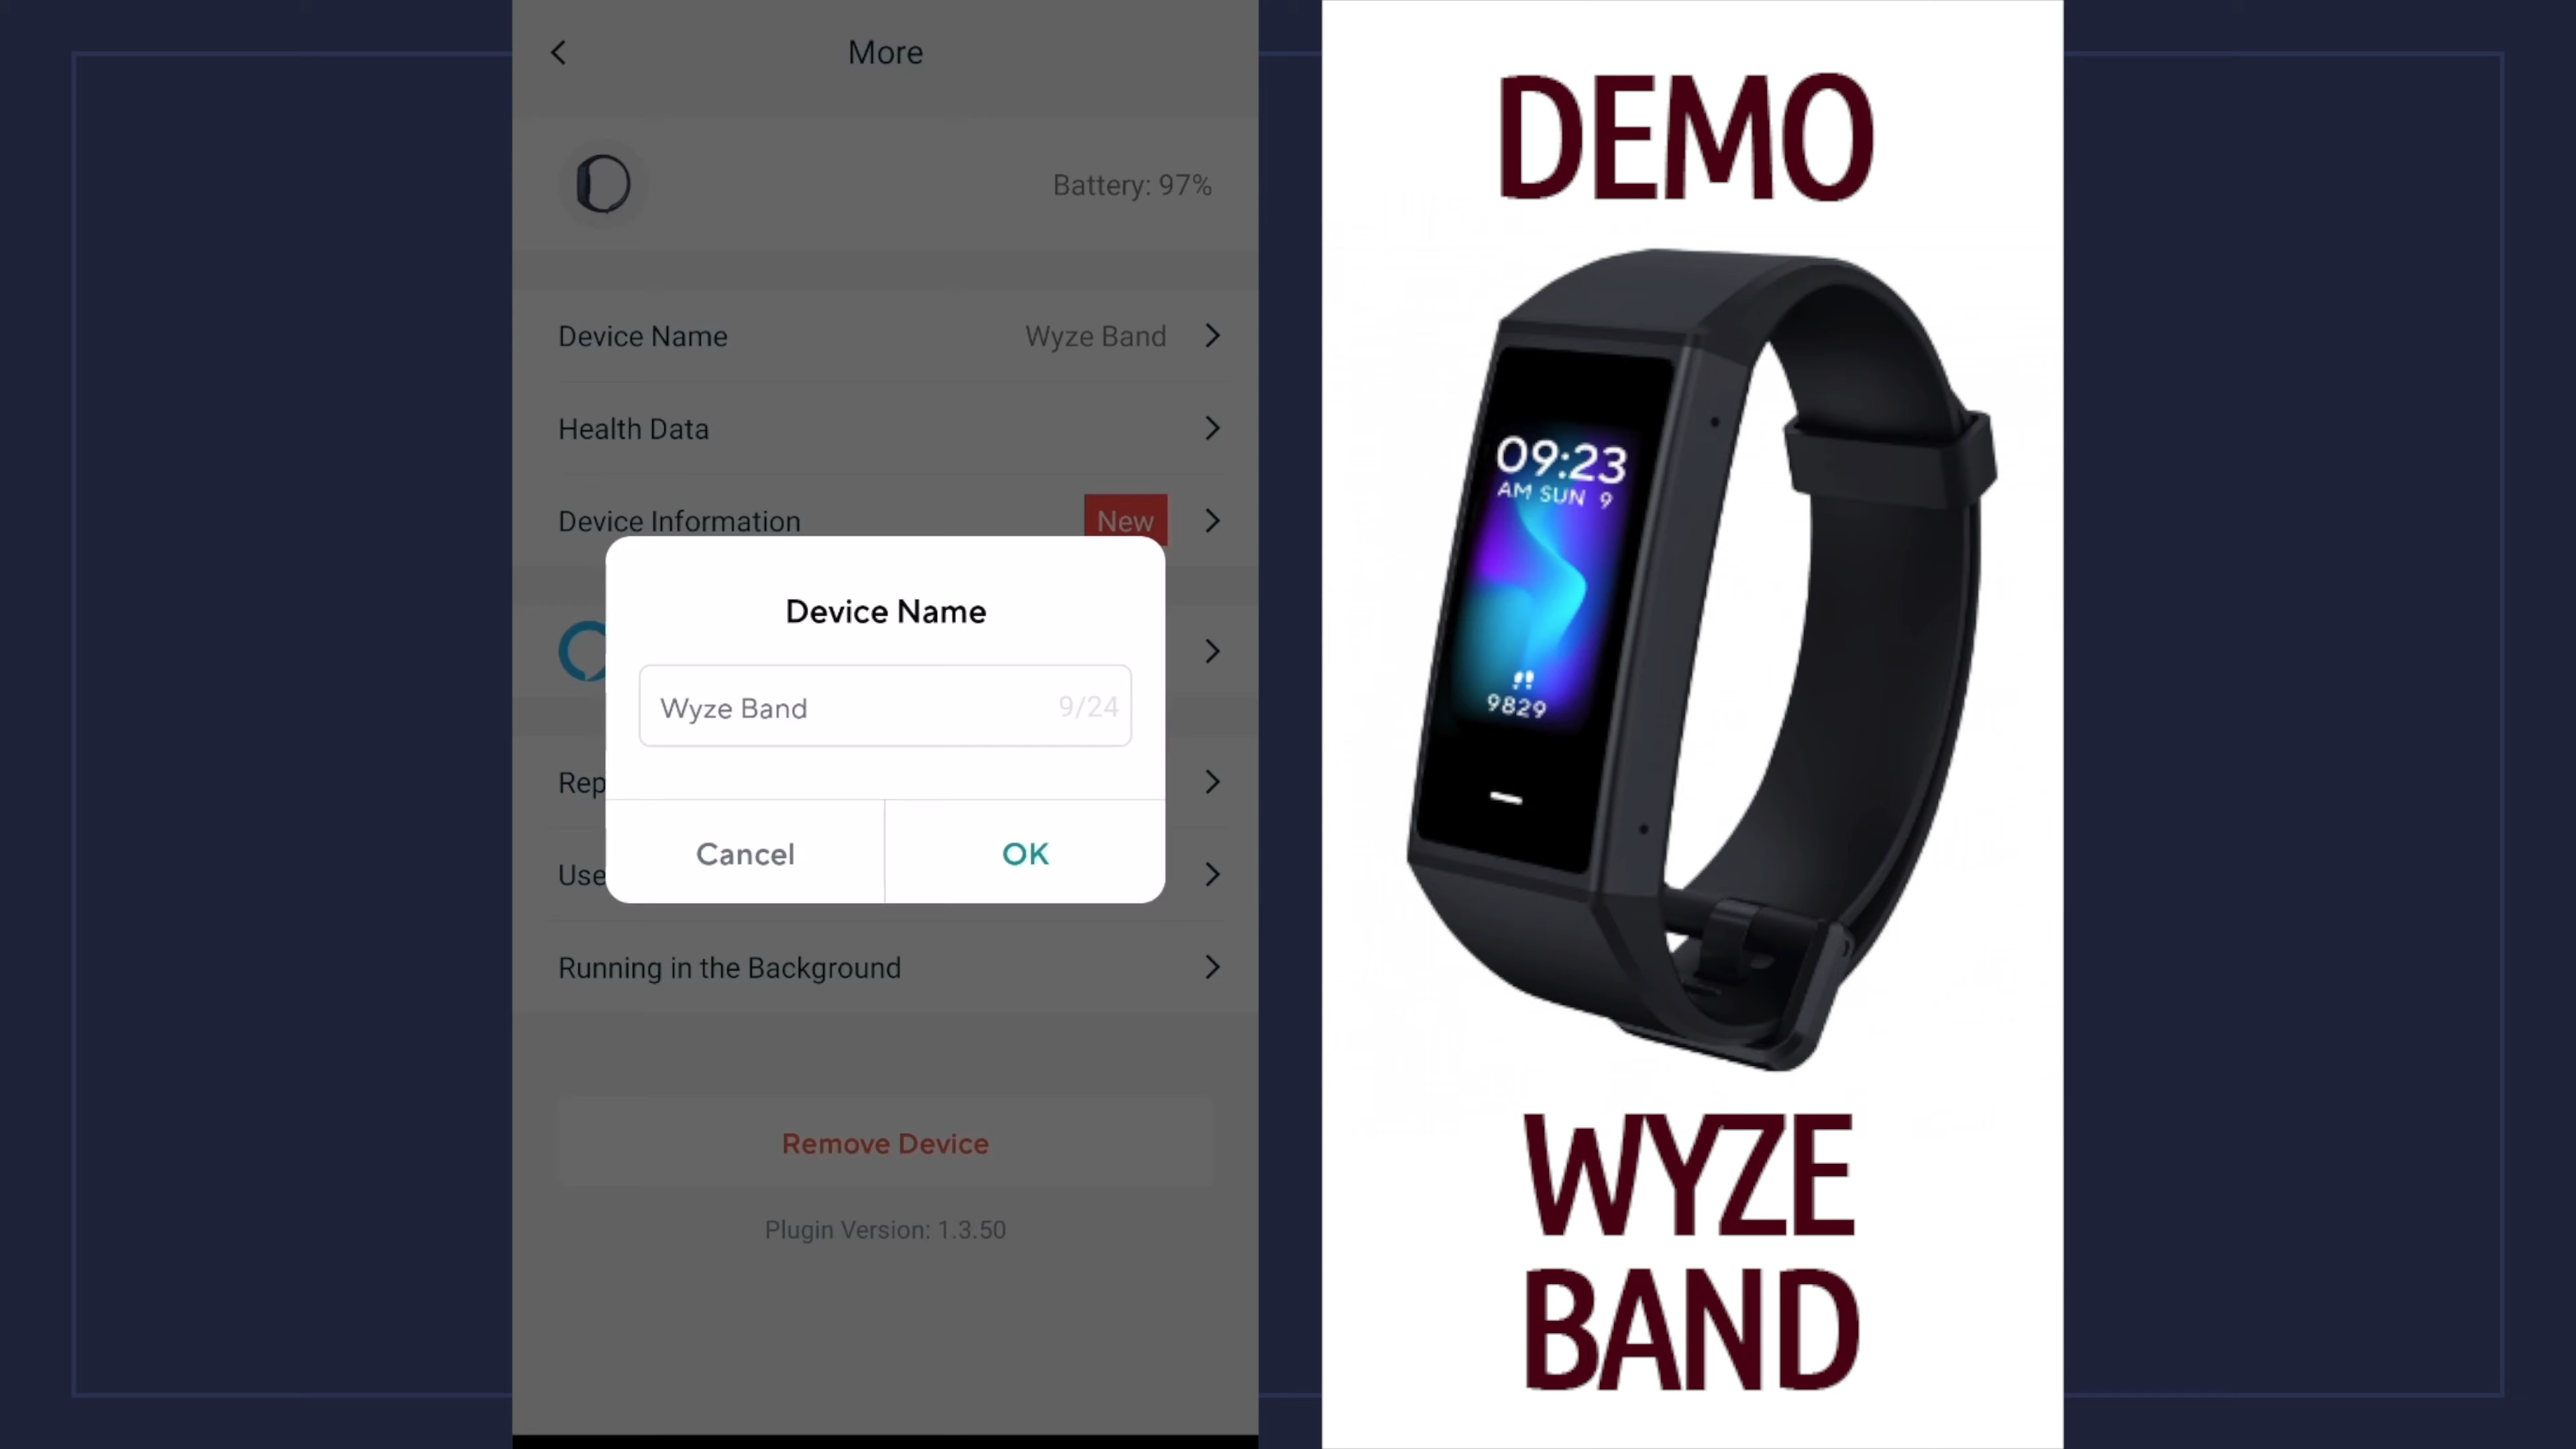 More
Battery: 97%
Device Name Wyze Band
Health Data
Device Information New
Device Name
Wyze Band 9/24
Rep
Cancel OK
Use
Running in the Background
Remove Device
Plugin Version: 1.3.50
DEMO
09:23
AM SUN 9
9829
WYZE
BAND